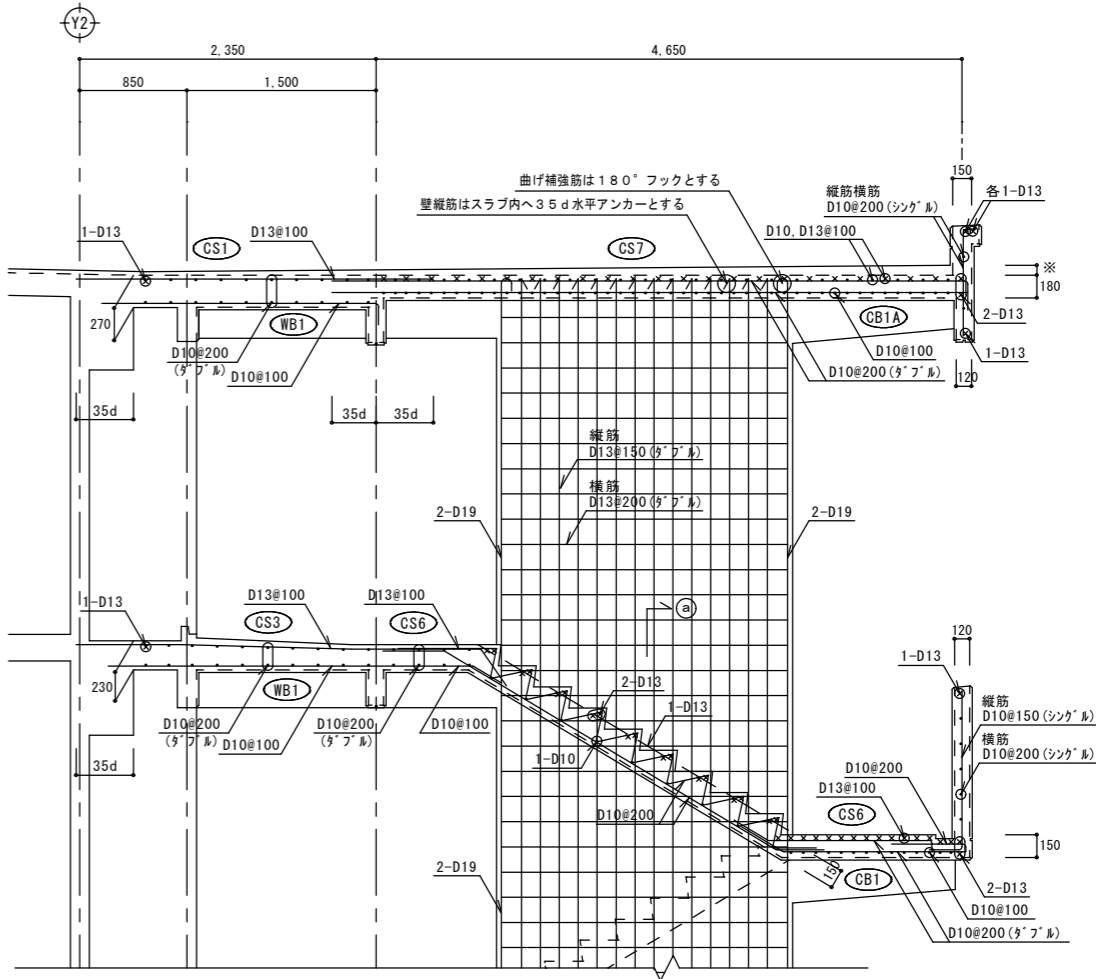 Y2
2,350
4,650
850
1,500
150
曲げ補強筋は180°フックとする
壁縦筋はスラブ内へ35d水平アンカーとする
縦筋横筋
D10@200(シングル)
各1-D13
1-D13
CS1
D13@100
CS7
D10,D13@100
※
180
270
WB1
CB1A
2-D13
D10@200
(ダブル)
D10@100
D10@100
D10@200(ダブル)
1-D13
120
35d
35d
35d
縦筋
D13@150(ダブル)
横筋
D13@200(ダブル)
2-D19
2-D19
1-D13
D13@100
D13@100
CS3
CS6
a
120
1-D13
230
WB1
2-D13
1-D13
縦筋
D10@150(シングル)
横筋
D10@200(シングル)
D10@200
(ダブル)
D10@100
D10@200
(ダブル)
D10@100
1-D10
35d
D10@200
D10@200
D13@100
CS6
150
2-D19
150
CB1
2-D13
D10@100
D10@200(ダブル)